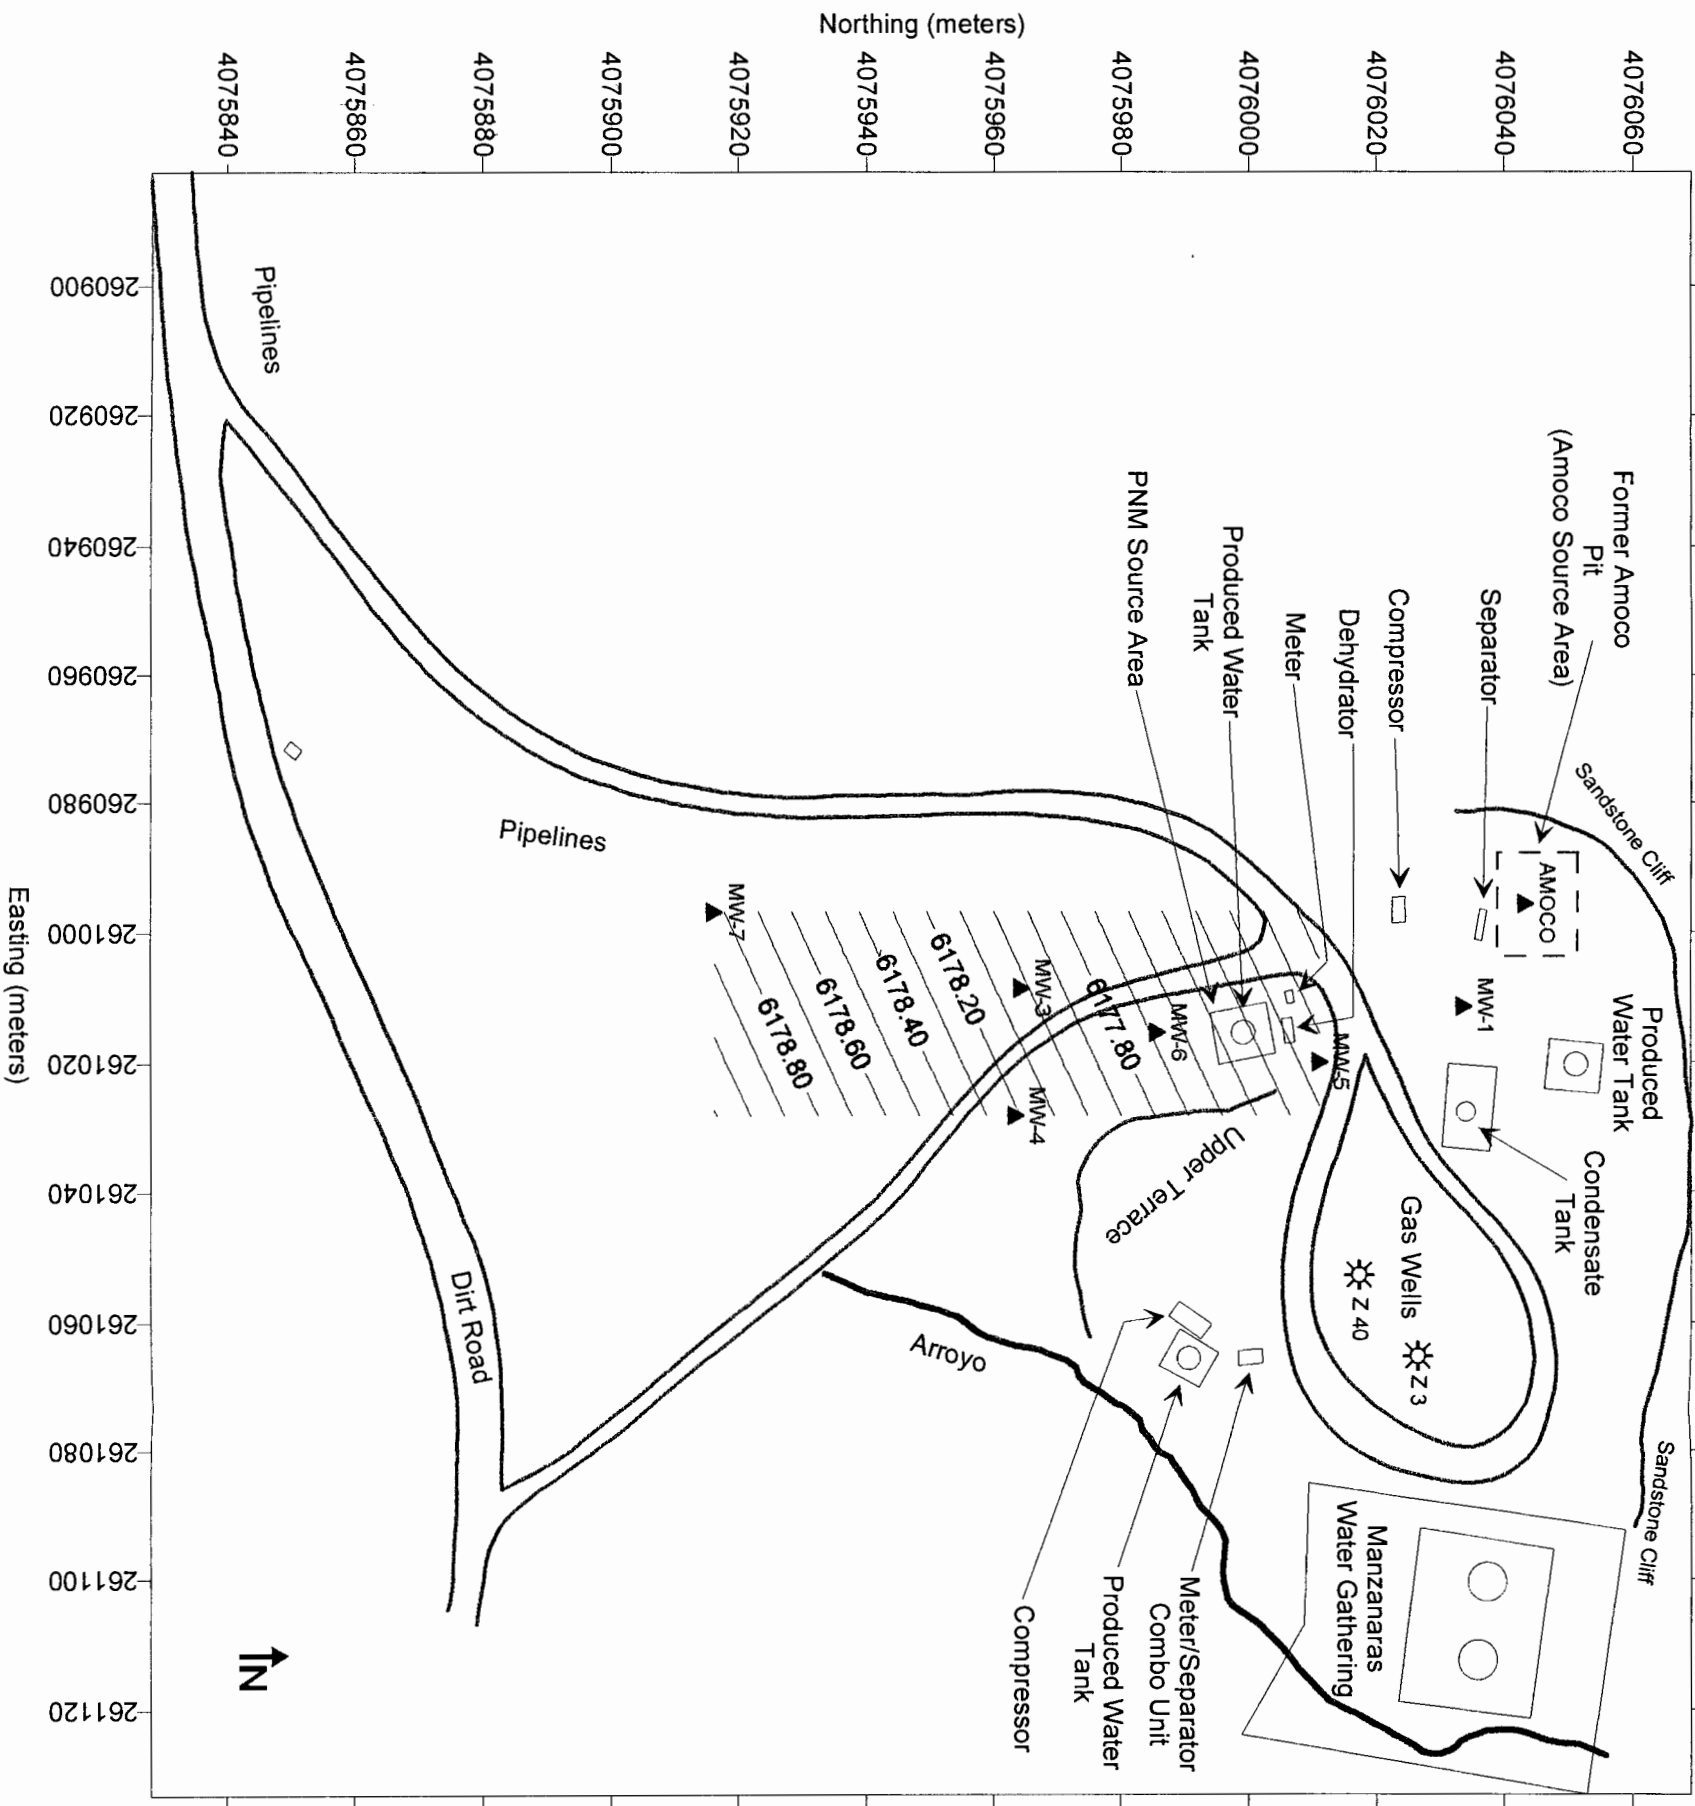 Northing (meters)
4075840
4075860
4075880
4075900
4075920
4075940
4075960
4075980
4076000
4076020
4076040
4076060
Easting (meters)
260900
260920
260940
260960
260980
261000
261020
261040
261060
261080
261100
261120
Former Amoco
Pit
(Amoco Source Area)
Separator
Compressor
Dehydrator
Meter
Produced Water
Tank
PNM Source Area
Sandstone Cliff
AMOCO
MW-1
Produced
Water Tank
Condensate
Tank
Gas Wells
Z 40
Z 3
MW-5
MW-6
MW-3
MW-4
MW-7
6177.80
6178.20
6178.40
6178.60
6178.80
Upper Terrace
Pipelines
Pipelines
Dirt Road
Arroyo
Sandstone Cliff
Manzanaras
Water Gathering
Meter/Separator
Combo Unit
Produced Water
Tank
Compressor
N